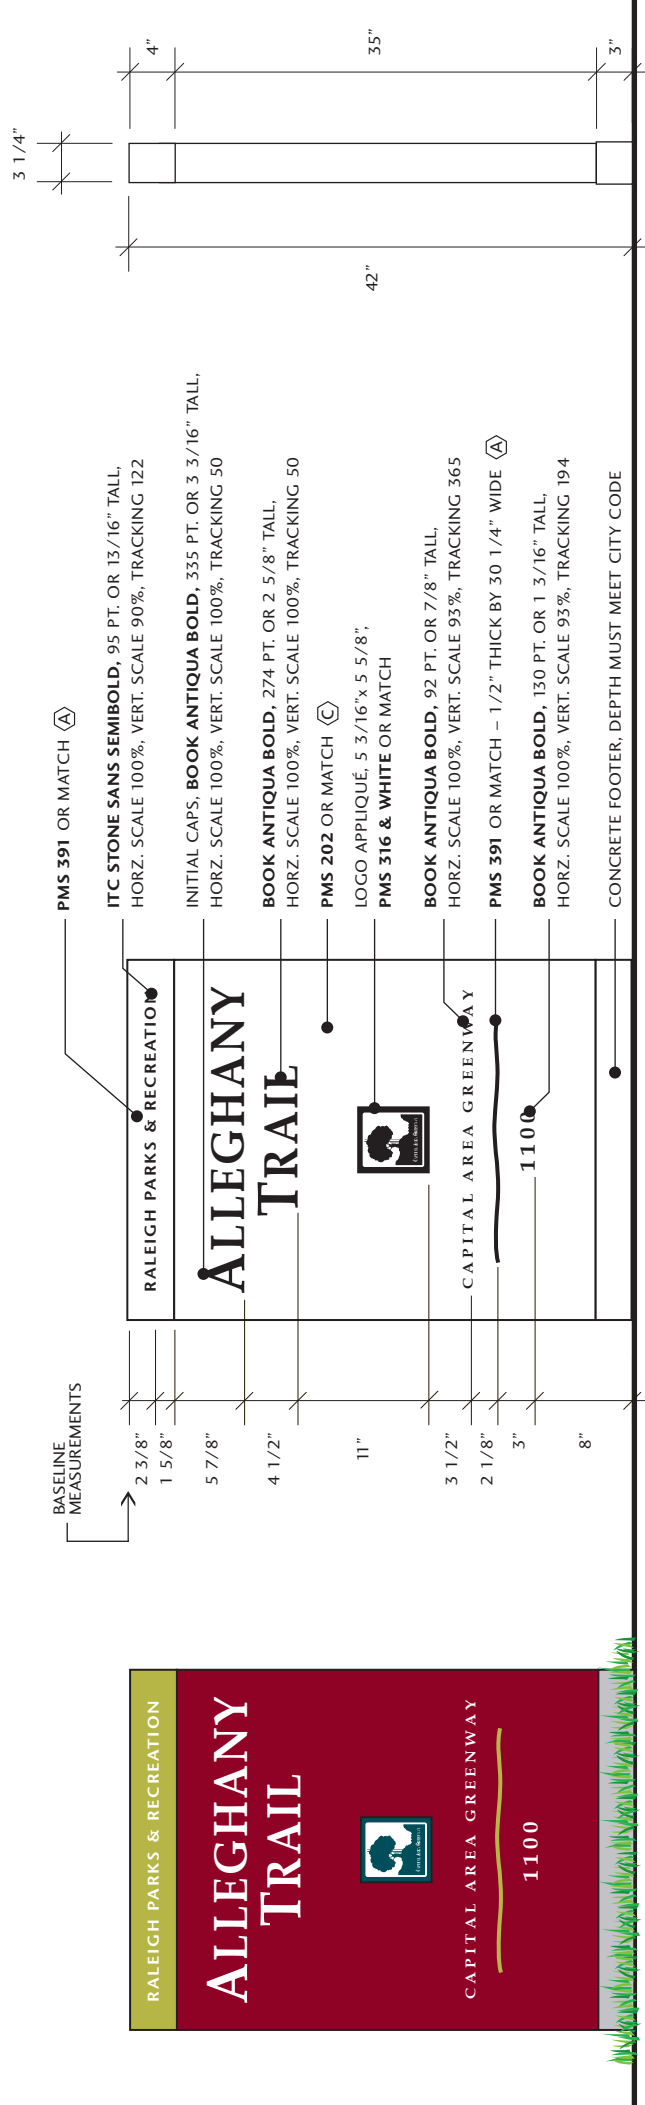 RALEIGH PARKS & RECREATION
ALLEGHANY
TRAIL
CAPITAL AREA GREENWAY
1100
BASELINE
MEASUREMENTS
2 3/8”
1 5/8”
5 7/8”
4 1/2”
11”
3 1/2”
2 1/8”
3”
8”
RALEIGH PARKS & RECREATION
ALLEGHANY
TRAIL
CAPITAL AREA GREENWAY
1100
PMS 391 OR MATCH A
ITC STONE SANS SEMIBOLD, 95 PT. OR 13/16” TALL,
HORZ. SCALE 100%, VERT. SCALE 90%, TRACKING 122
INITIAL CAPS, BOOK ANTIQUA BOLD, 335 PT. OR 3 3/16” TALL,
HORZ. SCALE 100%, VERT. SCALE 100%, TRACKING 50
BOOK ANTIQUA BOLD, 274 PT. OR 2 5/8” TALL,
HORZ. SCALE 100%, VERT. SCALE 100%, TRACKING 50
PMS 202 OR MATCH C
LOGO APPLIQUÉ, 5 3/16”x 5 5/8”,
PMS 316 & WHITE OR MATCH
BOOK ANTIQUA BOLD, 92 PT. OR 7/8” TALL,
HORZ. SCALE 100%, VERT. SCALE 93%, TRACKING 365
PMS 391 OR MATCH – 1/2” THICK BY 30 1/4” WIDE A
BOOK ANTIQUA BOLD, 130 PT. OR 1 3/16” TALL,
HORZ. SCALE 100%, VERT. SCALE 93%, TRACKING 194
CONCRETE FOOTER, DEPTH MUST MEET CITY CODE
42”
3 1/4”
4”
35”
3”